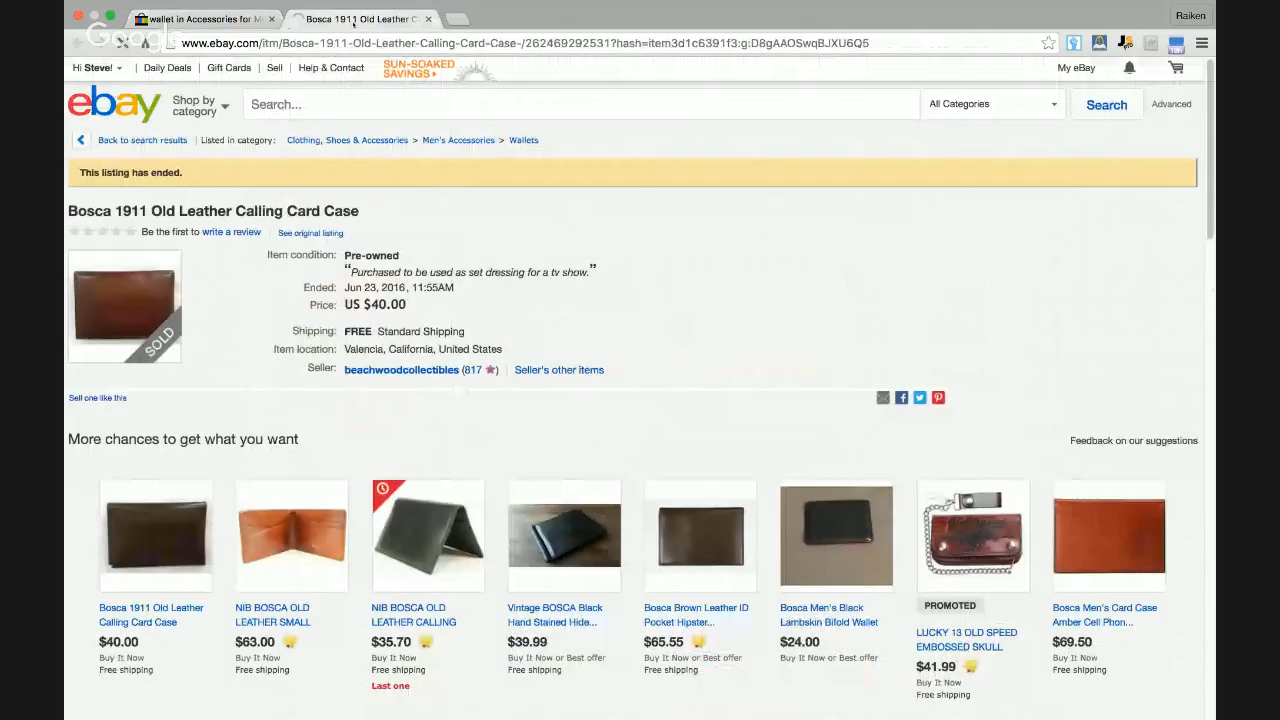 wallet in Accessories for M
Bosca 1911 Old Leather C
Raiken
Google
www.ebay.com/itm/Bosca-1911-Old-Leather-Calling-Card-Case-/262469292531?hash=item3d1c6391f3:g:D8gAAOSwqBJXU6Q5
Hi Steve!
Daily Deals
Gift Cards
Sell
Help & Contact
SUN-SOAKED
SAVINGS
My eBay
ebay
Shop by
category
Search...
All Categories
Search
Advanced
Back to search results
Listed in category:
Clothing, Shoes & Accessories > Men's Accessories > Wallets
This listing has ended.
Bosca 1911 Old Leather Calling Card Case
Be the first to write a review
See original listing
SOLD
Item condition: Pre-owned
“Purchased to be used as set dressing for a tv show.”
Ended: Jun 23, 2016 , 11:55AM
Price: US $40.00
Shipping: FREE Standard Shipping
Item location: Valencia, California, United States
Seller: beachwoodcollectibles (817 ) | Seller's other items
Sell one like this
More chances to get what you want
Feedback on our suggestions
Bosca 1911 Old Leather
Calling Card Case
$40.00
Buy It Now
Free shipping
NIB BOSCA OLD
LEATHER SMALL
$63.00
Buy It Now
Free shipping
NIB BOSCA OLD
LEATHER CALLING
$35.70
Buy It Now
Free shipping
Last one
Vintage BOSCA Black
Hand Stained Hide...
$39.99
Buy It Now or Best offer
Free shipping
Bosca Brown Leather ID
Pocket Hipster...
$65.55
Buy It Now or Best offer
Free shipping
Bosca Men's Black
Lambskin Bifold Wallet
$24.00
Buy It Now or Best offer
PROMOTED
LUCKY 13 OLD SPEED
EMBOSSED SKULL
$41.99
Buy It Now
Free shipping
Bosca Men's Card Case
Amber Cell Phon...
$69.50
Buy It Now
Free shipping